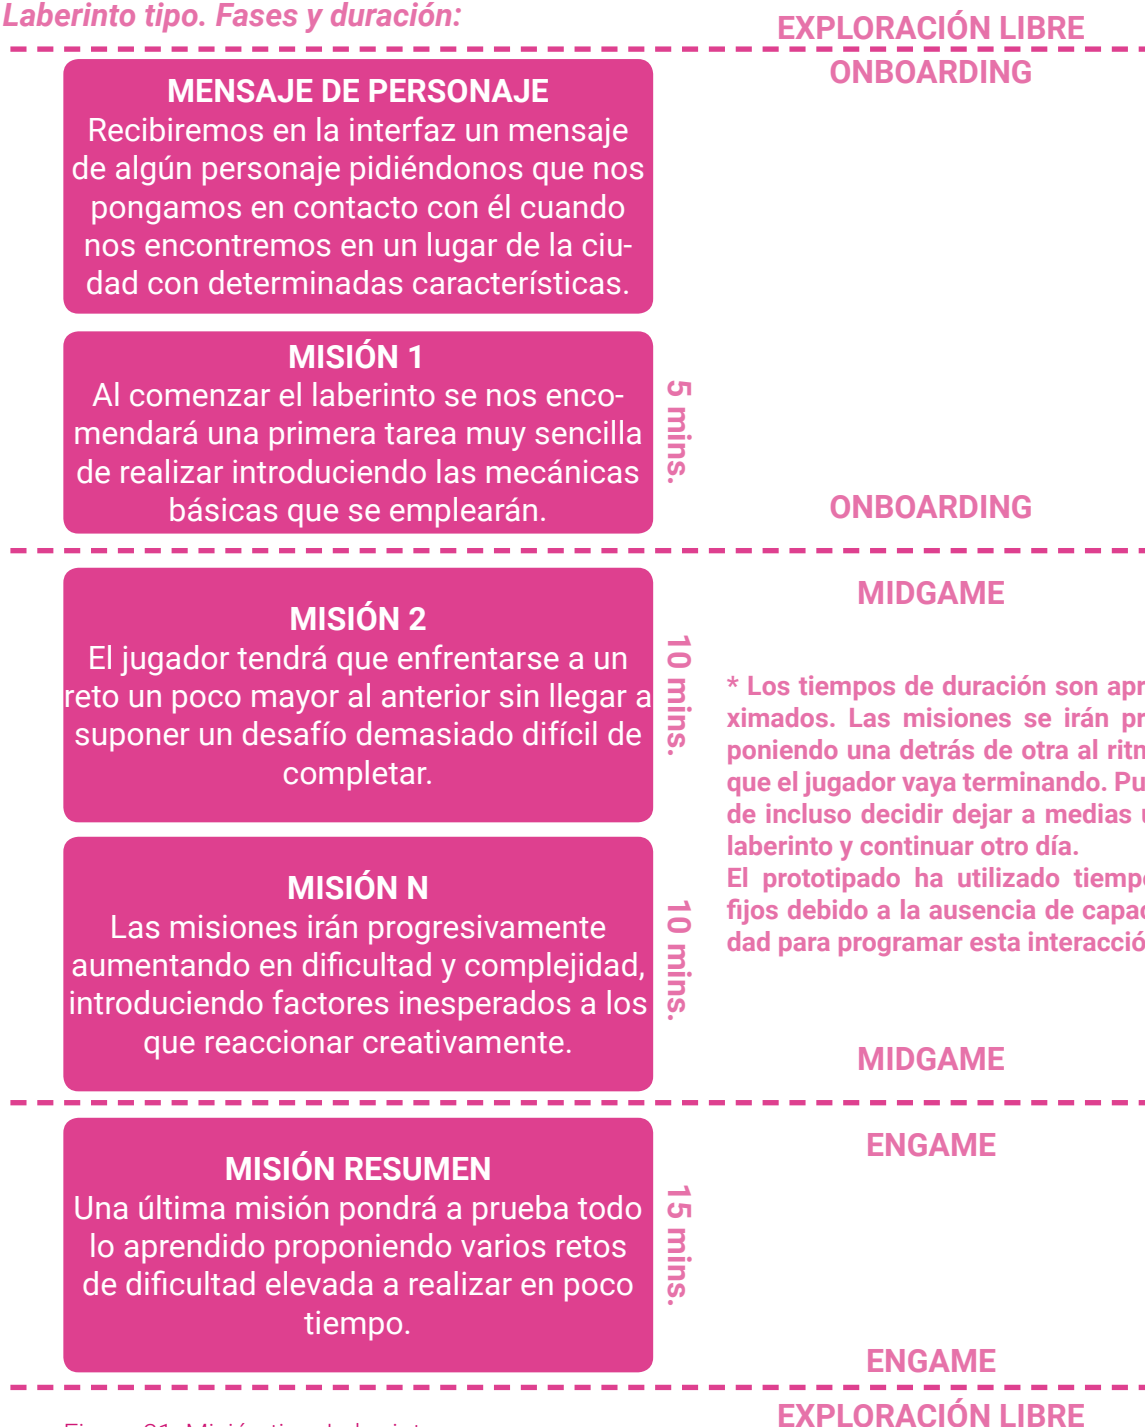 Laberinto tipo. Fases y duración:
EXPLORACIÓN LIBRE
ONBOARDING
MENSAJE DE PERSONAJE
Recibiremos en la interfaz un mensaje
de algún personaje pidiéndonos que nos
pongamos en contacto con él cuando
nos encontremos en un lugar de la ciu-
dad con determinadas características.
MISIÓN 1
Al comenzar el laberinto se nos enco-
mendará una primera tarea muy sencilla
de realizar introduciendo las mecánicas
básicas que se emplearán.
5 mins.
ONBOARDING
MIDGAME
MISIÓN 2
El jugador tendrá que enfrentarse a un
reto un poco mayor al anterior sin llegar a
suponer un desafío demasiado difícil de
completar.
10 mins.
* Los tiempos de duración son apr
ximados. Las misiones se irán pr
poniendo una detrás de otra al ritm
que el jugador vaya terminando. Pu
de incluso decidir dejar a medias u
laberinto y continuar otro día.
El prototipado ha utilizado tiemp
fijos debido a la ausencia de capac
dad para programar esta interacció
MISIÓN N
Las misiones irán progresivamente
aumentando en dificultad y complejidad,
introduciendo factores inesperados a los
que reaccionar creativamente.
10 mins.
MIDGAME
ENGAME
MISIÓN RESUMEN
Una última misión pondrá a prueba todo
lo aprendido proponiendo varios retos
de dificultad elevada a realizar en poco
tiempo.
15 mins.
ENGAME
EXPLORACIÓN LIBRE